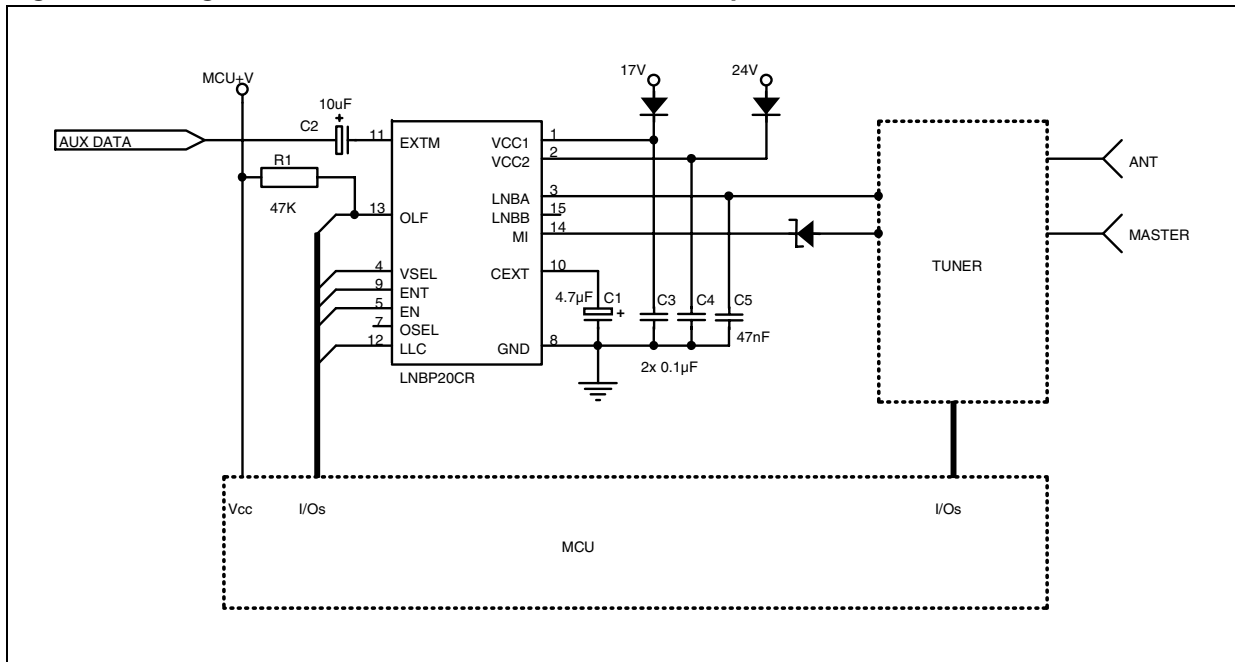 MCU+V
17V
24V
10uF
+
C2
11
EXTM
VCC1
1
AUX DATA
VCC2
2
ANT
R1
LNBA
3
47K
13
OLF
LNBB
15
MI
14
MASTER
TUNER
4
VSEL
CEXT
10
9
ENT
4.7µF
C1
C3
C4
C5
5
EN
+
7
OSEL
47nF
12
LLC
GND
8
2x 0.1µF
LNBP20CR
Vcc
I/Os
I/Os
MCU